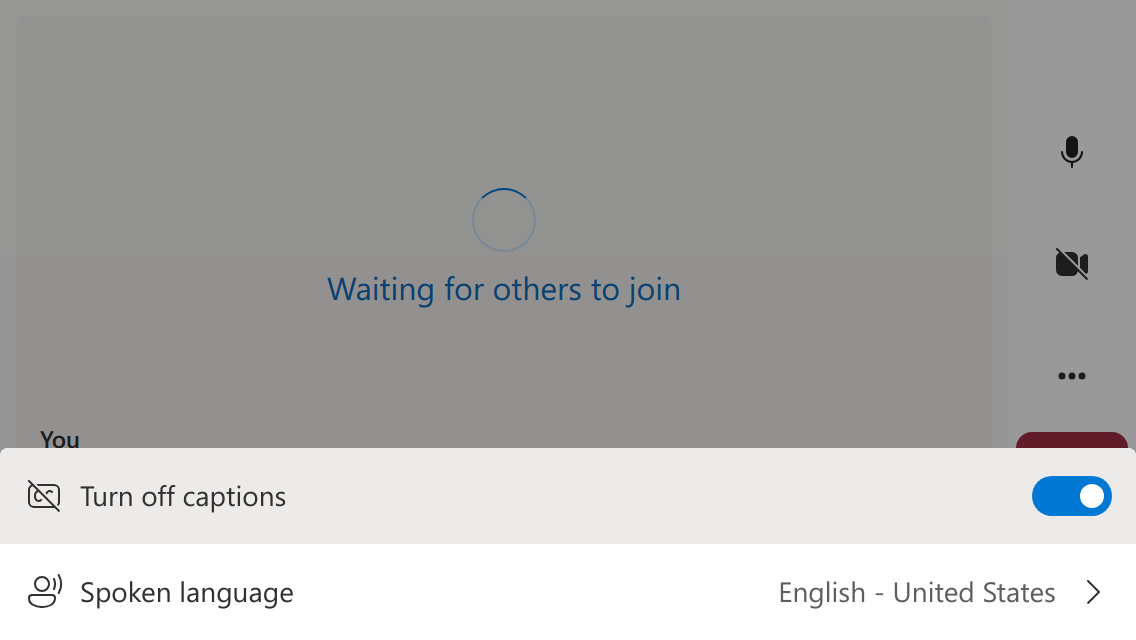 Waiting for others to join
You
Turn off captions
Spoken language English - United States